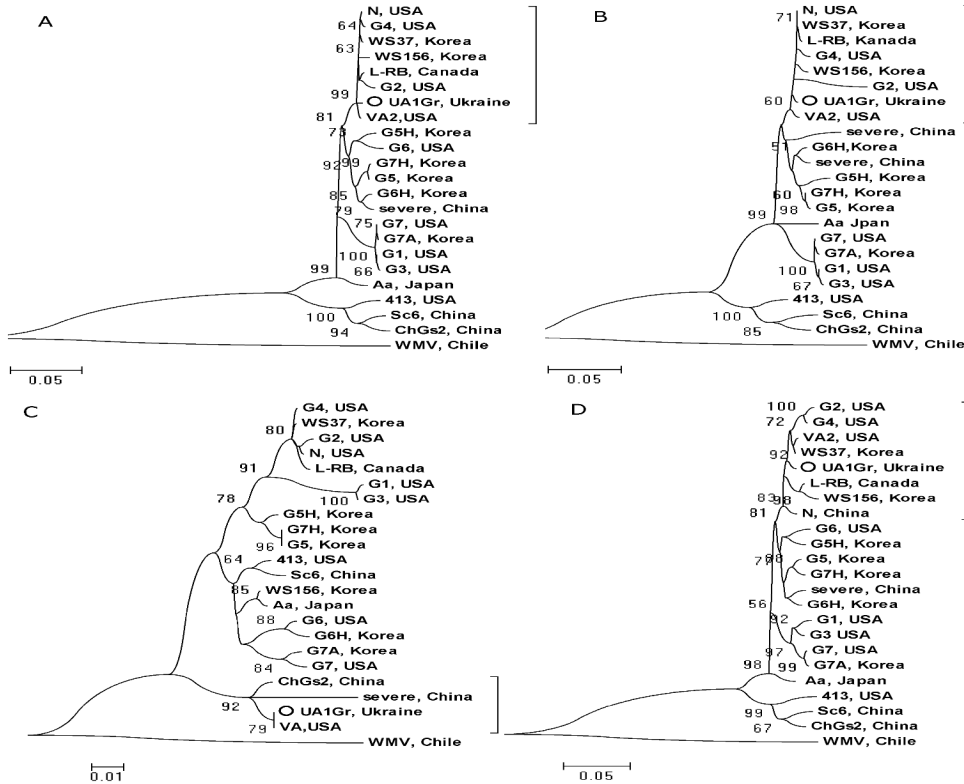 A
N, USA
64
G4, USA
WS37, Korea
63
WS156, Korea
L-RB, Canada
G2, USA
99
UA1Gr, Ukraine
81
VA2,USA
73
G5H, Korea
G6, USA
92
99
G7H, Korea
G5, Korea
85
G6H, Korea
79
severe, China
75
G7, USA
G7A, Korea
100
G1, USA
99
66
G3, USA
Aa, Japan
413, USA
100
Sc6, China
94
ChGs2, China
WMV, Chile
0.05
B
N, USA
71
WS37, Korea
L-RB, Kanada
G4, USA
WS156, Korea
G2, USA
60
UA1Gr, Ukraine
VA2, USA
severe, China
51
G6H,Korea
severe, China
G5H, Korea
60
G7H, Korea
98
G5, Korea
99
Aa Jpan
G7, USA
G7A, Korea
100
G1, USA
67
G3, USA
413, USA
100
Sc6, China
85
ChGs2, China
WMV, Chile
0.05
C
G4, USA
WS37, Korea
80
G2, USA
N, USA
91
L-RB, Canada
G1, USA
78
100
G3, USA
G5H, Korea
G7H, Korea
96
G5, Korea
64
413, USA
Sc6, China
85
WS156, Korea
Aa, Japan
88
G6, USA
G6H, Korea
G7A, Korea
84
G7, USA
ChGs2, China
severe, China
92
UA1Gr, Ukraine
79
VA,USA
WMV, Chile
0.01
D
100
G2, USA
72
G4, USA
VA2, USA
92
WS37, Korea
UA1Gr, Ukraine
L-RB, Canada
83
98
WS156, Korea
81
N, China
G6, USA
G5H, Korea
77
G5, Korea
G7H, Korea
severe, China
56
G6H, Korea
92
G1, USA
G3 USA
97
G7, USA
98
99
G7A, Korea
Aa, Japan
413, USA
99
Sc6, China
67
ChGs2, China
WMV, Chile
0.05